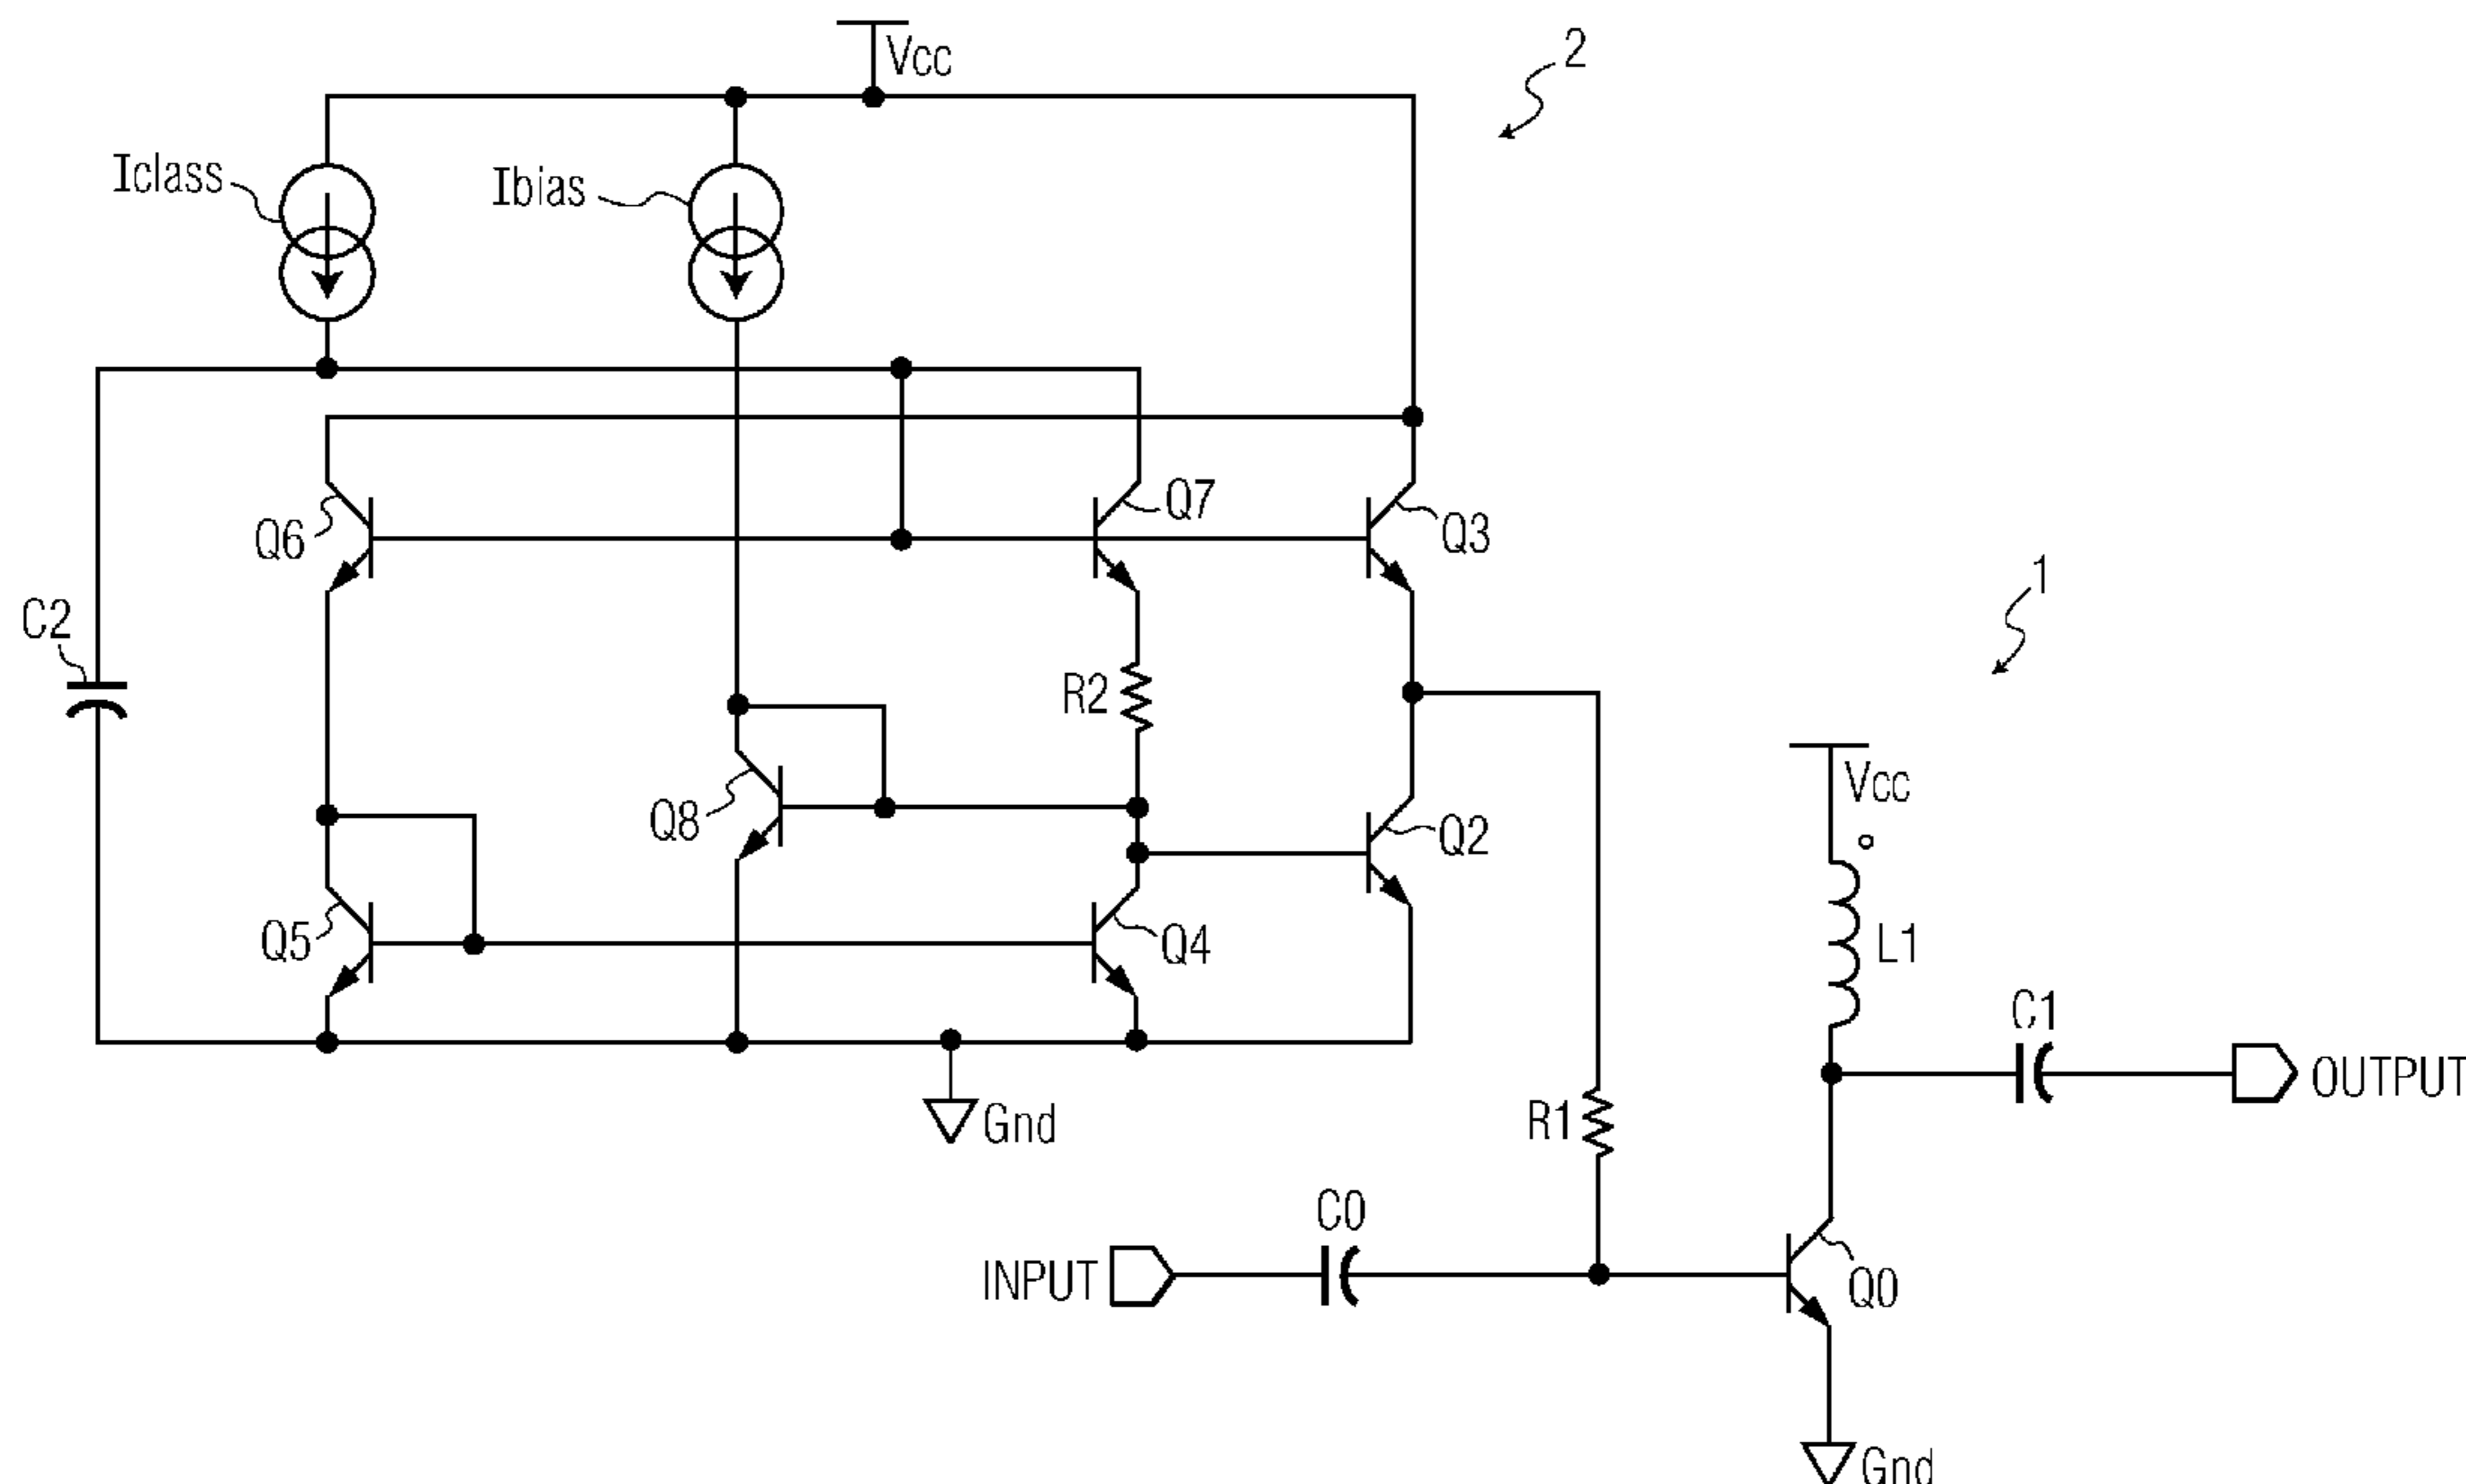 Vcc
2
Iclass
Ibias
Q6
Q7
Q3
C2
1
R2
Vcc
Q8
Q2
Q5
Q4
L1
C1
Gnd
R1
OUTPUT
C0
INPUT
Q0
Gnd